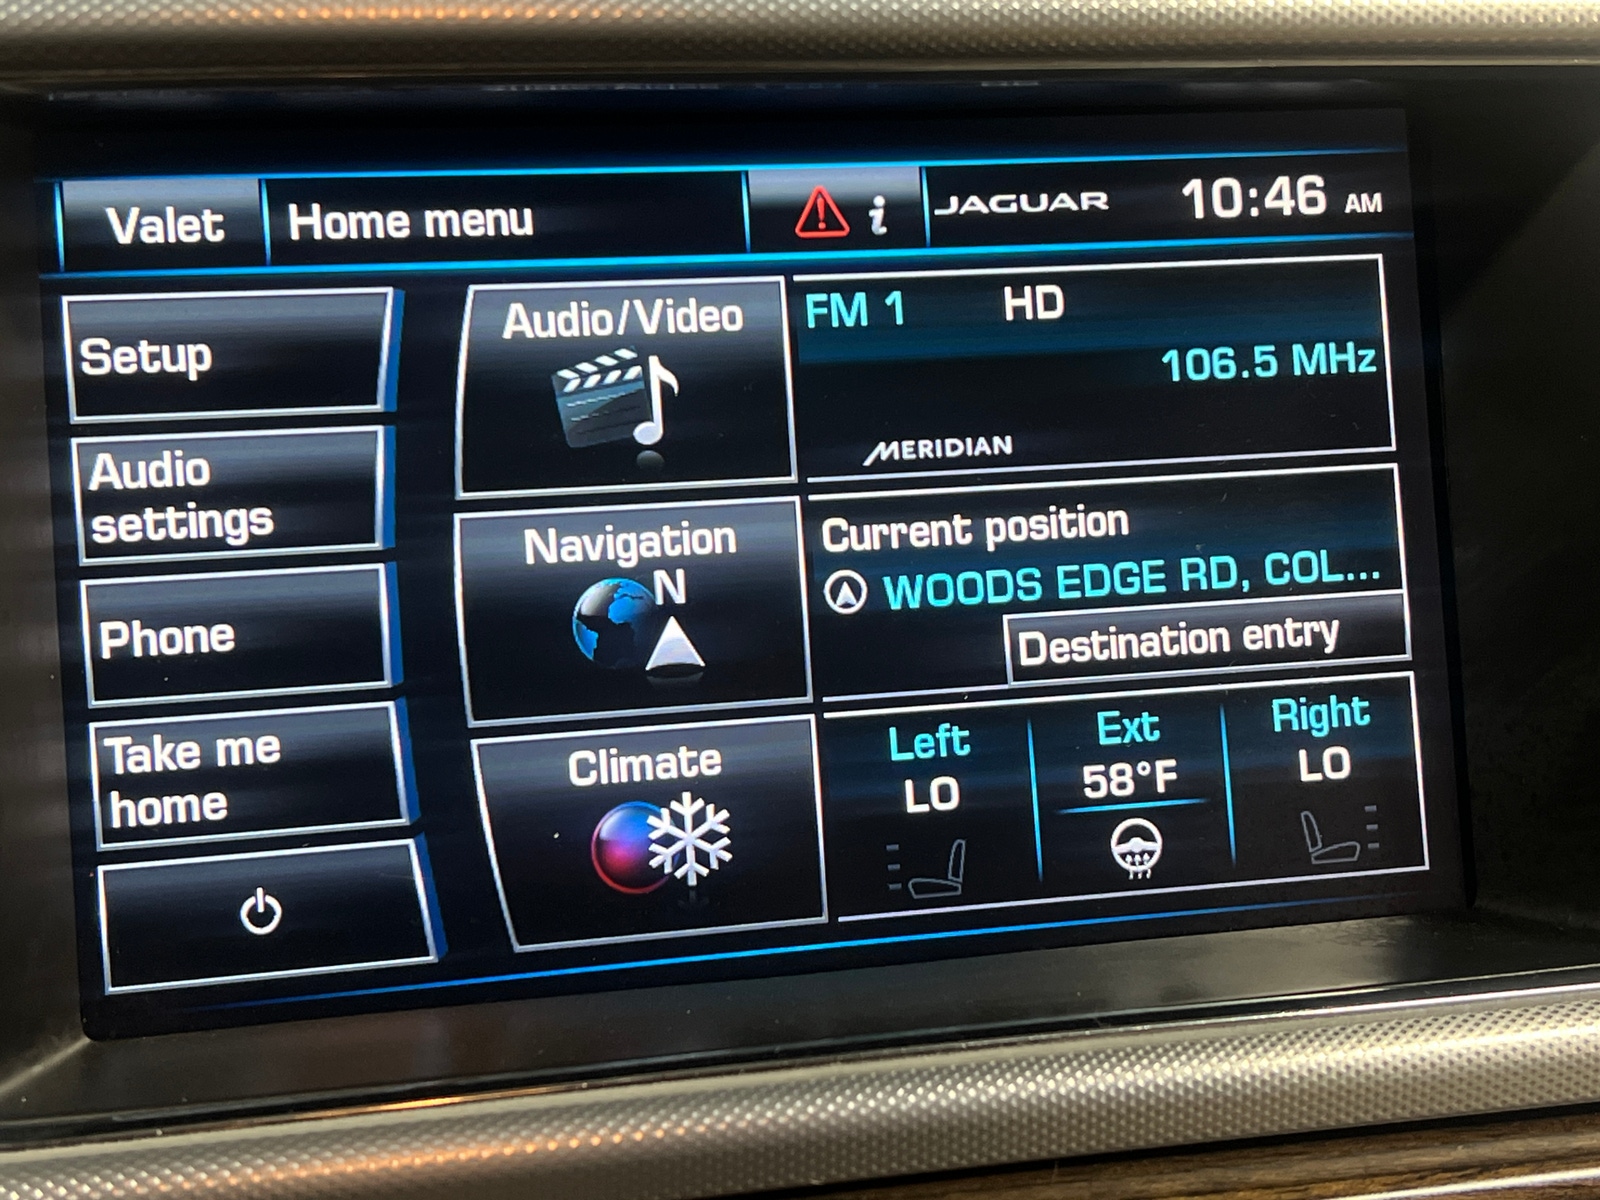 Valet
Home menu
i
JAGUAR
10:46 AM
Setup
Audio
settings
Phone
Take me
home
Audio/Video
Navigation
N
Climate
FM 1 HD
106.5 MHz
MERIDIAN
Current position
WOODS EDGE RD, COL...
Destination entry
Left
LO
Ext
58°F
Right
LO